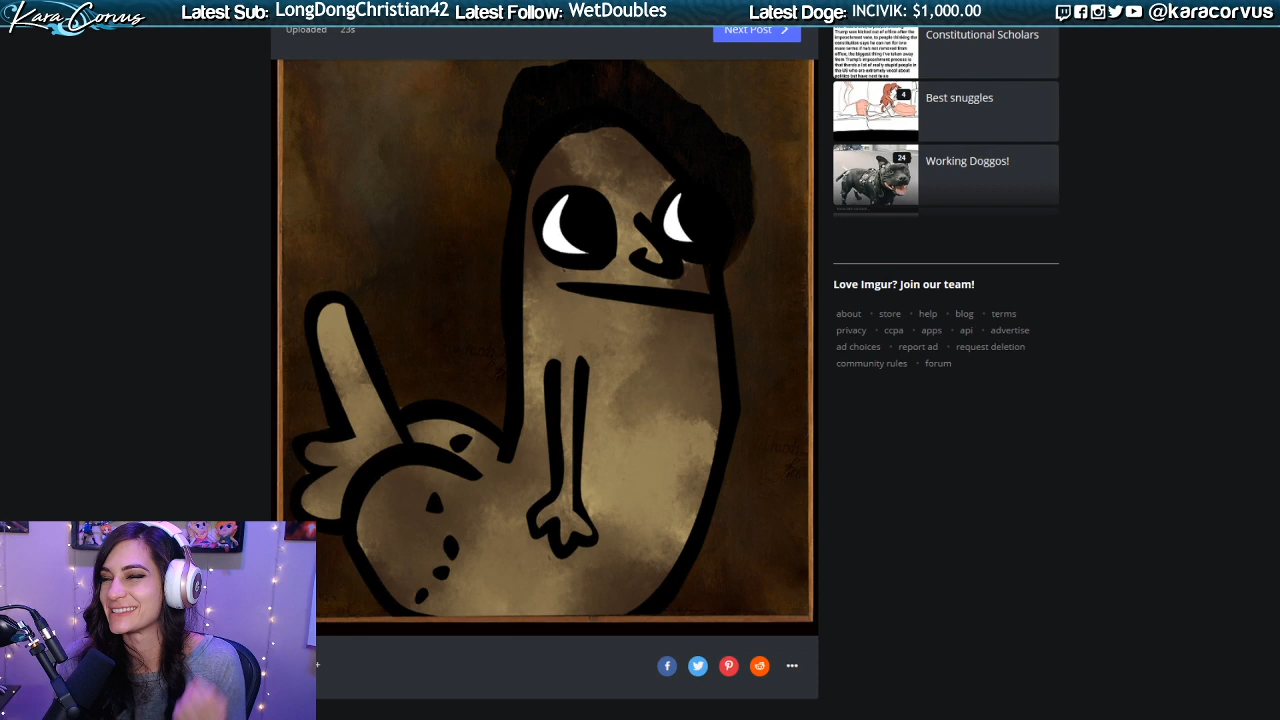 Kara Corvus
Latest Sub: LongDongChristian42 Latest Follow: WetDoubles Latest Doge: INCIVIK: $1,000.00 @karacorvus
Uploaded 23s
Next Post
Constitutional Scholars
4
Best snuggles
24
Working Doggos!
Love Imgur? Join our team!
about • store • help • blog • terms
privacy • ccpa • apps • api • advertise
ad choices • report ad • request deletion
community rules • forum